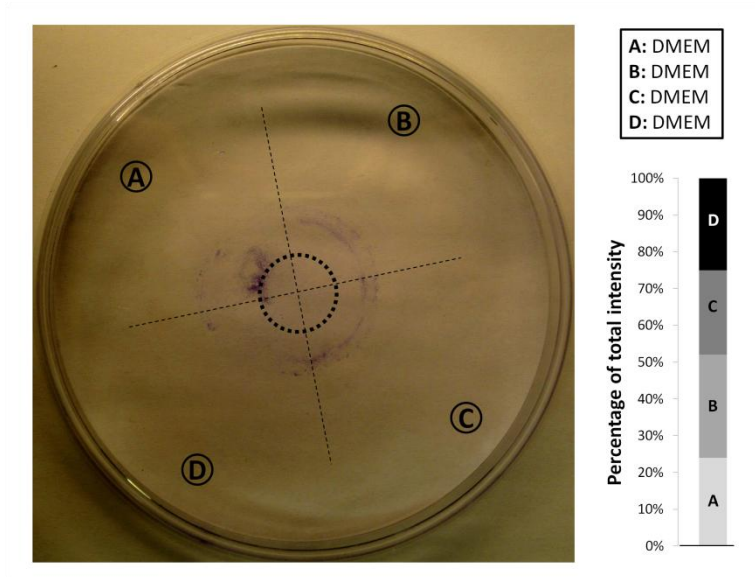 A: DMEM
B: DMEM
C: DMEM
D: DMEM
A
B
C
D
Percentage of total intensity
100%
90%
80%
70%
60%
50%
40%
30%
20%
10%
0%
D
C
B
A